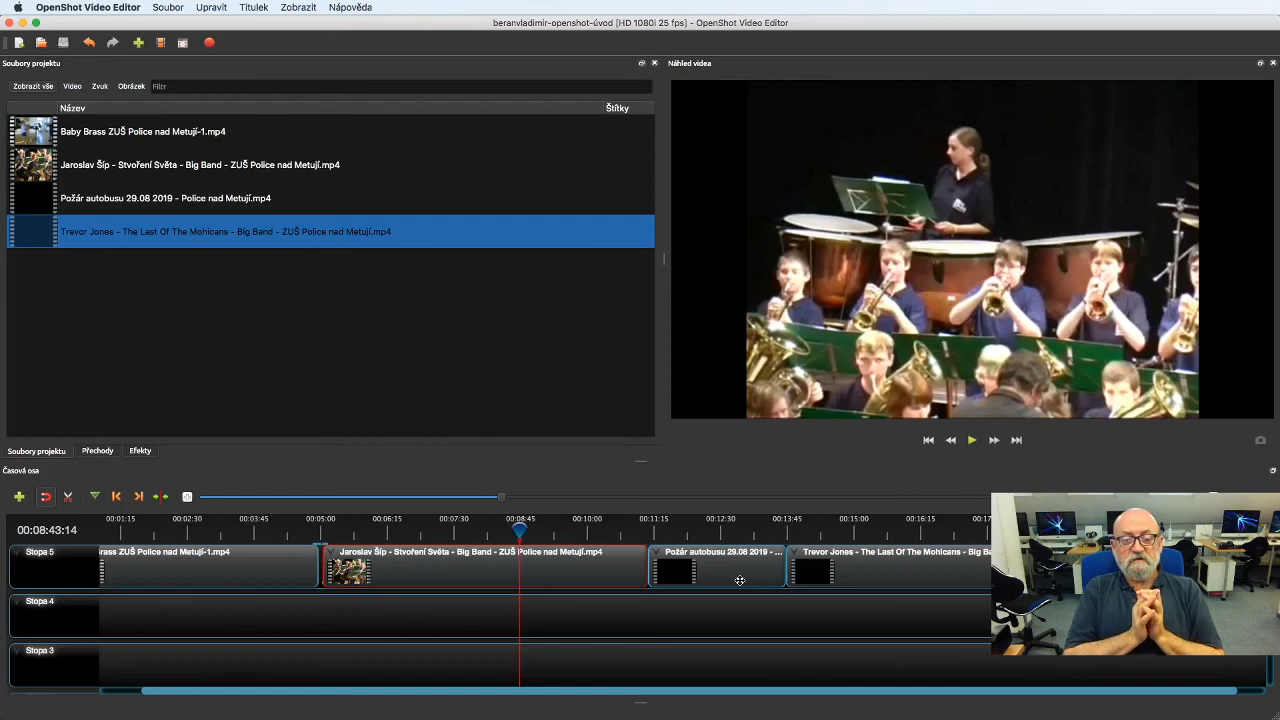 OpenShot Video Editor Soubor Upravit Titulek Zobrazit Nápověda
beranvladimir-openshot-úvod [HD 1080i 25 fps] - OpenShot Video Editor
Soubory projektu
Náhled videa
Zobrazit vše Video Zvuk Obrázek Filtr
Název Štítky
Baby Brass ZUŠ Police nad Metují-1.mp4
Jaroslav Šíp - Stvoření Světa - Big Band - ZUŠ Police nad Metují.mp4
Požár autobusu 29.08 2019 - Police nad Metují.mp4
Trevor Jones - The Last Of The Mohicans - Big Band - ZUŠ Police nad Metují.mp4
Soubory projektu Přechody Efekty
Časová osa
00:08:43:14
00:01:15 00:02:30 00:03:45 00:05:00 00:06:15 00:07:30 00:08:45 00:10:00 00:11:15 00:12:30 00:13:45 00:15:00 00:16:15
Stopa 5 rass ZUŠ Police nad Metují-1.mp4 Jaroslav Šíp - Stvoření Světa - Big Band - ZUŠ Police nad Metují.mp4 Požár autobusu 29.08 2019 - ... Trevor Jones - The Last Of The Mohicans - Big Ba
Stopa 4
Stopa 3